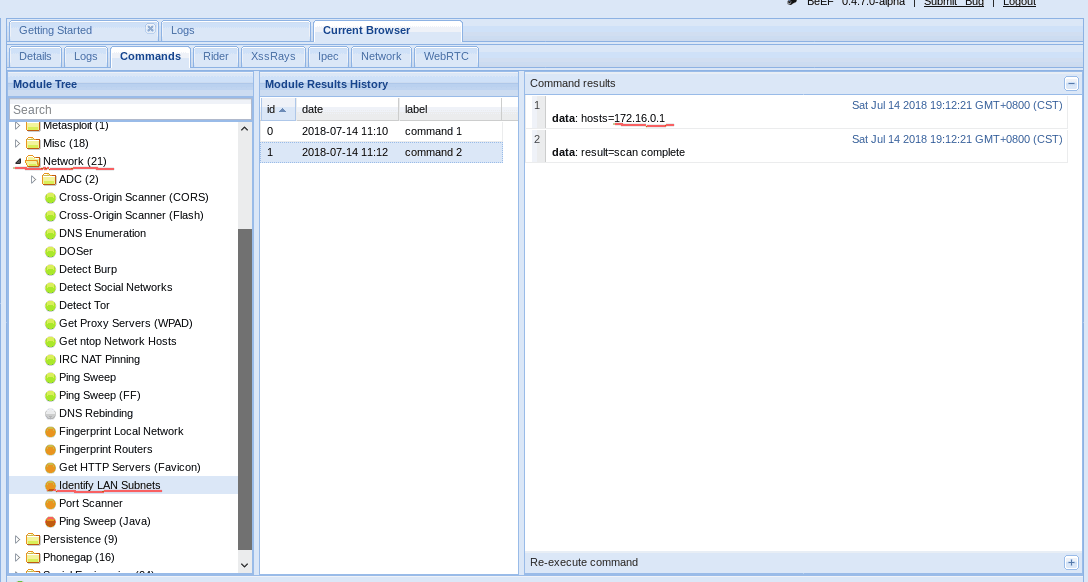 BeEF 0.4.7.0-alpha | Submit Bug | Logout
Getting Started Logs Current Browser
Details Logs Commands Rider XssRays Ipec Network WebRTC
Module Tree
Search
Metasploit (1)
Misc (18)
Network (21)
ADC (2)
Cross-Origin Scanner (CORS)
Cross-Origin Scanner (Flash)
DNS Enumeration
DOSer
Detect Burp
Detect Social Networks
Detect Tor
Get Proxy Servers (WPAD)
Get ntop Network Hosts
IRC NAT Pinning
Ping Sweep
Ping Sweep (FF)
DNS Rebinding
Fingerprint Local Network
Fingerprint Routers
Get HTTP Servers (Favicon)
Identify LAN Subnets
Port Scanner
Ping Sweep (Java)
Persistence (9)
Phonegap (16)
Module Results History
id date label
0 2018-07-14 11:10 command 1
1 2018-07-14 11:12 command 2
Command results
1 Sat Jul 14 2018 19:12:21 GMT+0800 (CST)
data: hosts=172.16.0.1
2 Sat Jul 14 2018 19:12:21 GMT+0800 (CST)
data: result=scan complete
Re-execute command